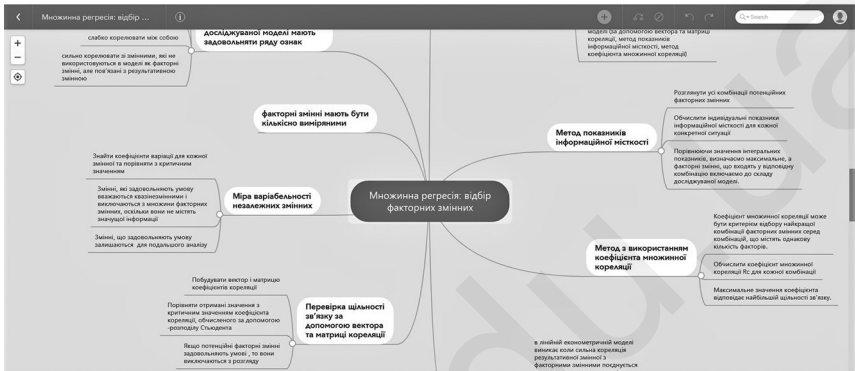 Множинна регресія: відбір ...
Search
слабко корелювати між собою
сильно корелювати зі змінними, які не
використовуються в моделі як факторні
змінні, але пов'язані з результативною
змінною
досліджуваної моделі мають
задовольняти ряду ознак
факторні змінні мають бути
кількісно виміряними
Знайти коефіцієнти варіації для кожної
змінної та порівняти з критичним
значенням
Змінні, які задовольняють умову
вважаються квазінезмінними і
виключаються з множини факторних
змінних, оскільки вони не містять
значущої інформації
Змінні, що задовольняють умову
залишаються для подальшого аналізу
Міра варіабельності
незалежних змінних
Побудувати вектор і матрицю
коефіцієнтів кореляції
Порівняти отримані значення з
критичним значенням коефіцієнта
кореляції, обчисленого за допомогою
-розподілу Стьюдента
Якщо потенційні факторні змінні
задовольняють умові , то вони
виключаються з розгляду
Перевірка щільності
зв'язку за
допомогою вектора
та матриці кореляції
Множинна регресія: відбір
факторних змінних
моделі (за допомогою вектора та матриці
кореляції, метод показників
інформаційної місткості, метод
коефіцієнта множинної кореляції)
Метод показників
інформаційної місткості
Розглянути усі комбінації потенційних
факторних змінних
Обчислити індивідуальні показники
інформаційної місткості для кожної
конкретної ситуації
Порівнюючи значення інтегральних
показників, визначаємо максимальне, а
факторні змінні, що входять у відповідну
комбінацію включаємо до складу
досліджуваної моделі.
Метод з використанням
коефіцієнта множинної
кореляції
Коефіцієнт множинної кореляції може
бути критерієм відбору найкращої
комбінації факторних змінних серед
комбінацій, що містять однакову
кількість факторів.
Обчислити коефіцієнт множинної
кореляції Rc для кожної комбінації
Максимальне значення коефіцієнта
відповідає найбільшій щільності зв'язку.
в лінійній економетричній моделі
виникає коли сильна кореляція
результативної змінної з
факторними змінними поєднується